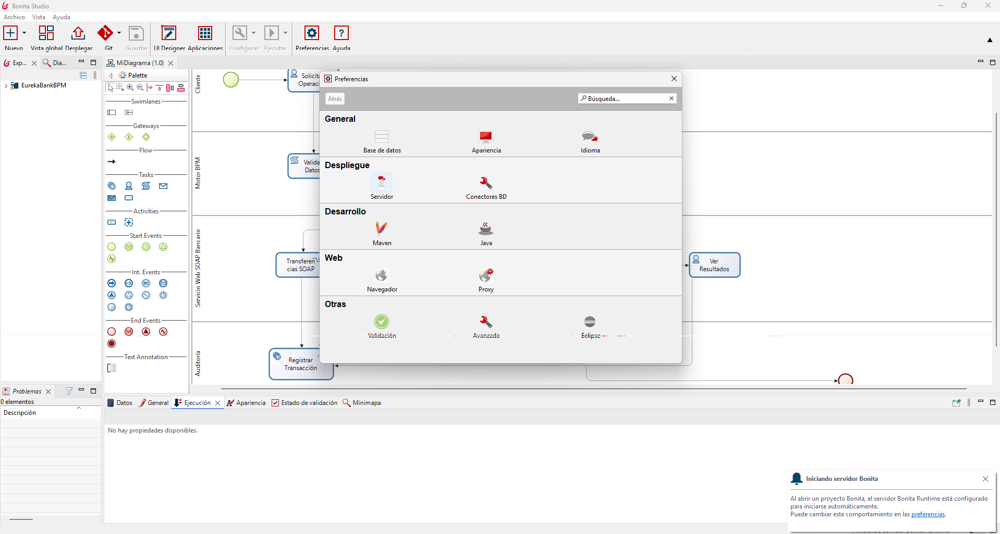 Bonita Studio
Archivo Vista Ayuda
Nuevo Vista global Desplegar Git Guardar UI Designer Aplicaciones Configurar Ejecutar Preferencias Ayuda
Exp... Dia...
MiDiagrama (1.0)
EurekaBankBPM
Palette
Swimlanes
Gateways
Flow
Tasks
Activities
Start Events
Int. Events
End Events
Text Annotation
Cliente
Motor BPM
Servicio Web SOAP Bancario
Auditoría
Solicita
Operaci
Valida
Datos
Transferen
cias SOAP
Registrar
Transacción
Ver
Resultados
Preferencias
Atrás
Búsqueda...
General
Base de datos Apariencia Idioma
Despliegue
Servidor Conectores BD
Desarrollo
Maven Java
Web
Navegador Proxy
Otras
Validación Avanzado Eclipse
Problemas
0 elementos
Descripción
Datos General Ejecución Apariencia Estado de validación Minimapa
No hay propiedades disponibles.
Iniciando servidor Bonita
Al abrir un proyecto Bonita, el servidor Bonita Runtime está configurado
para iniciarse automáticamente.
Puede cambiar este comportamiento en las preferencias.